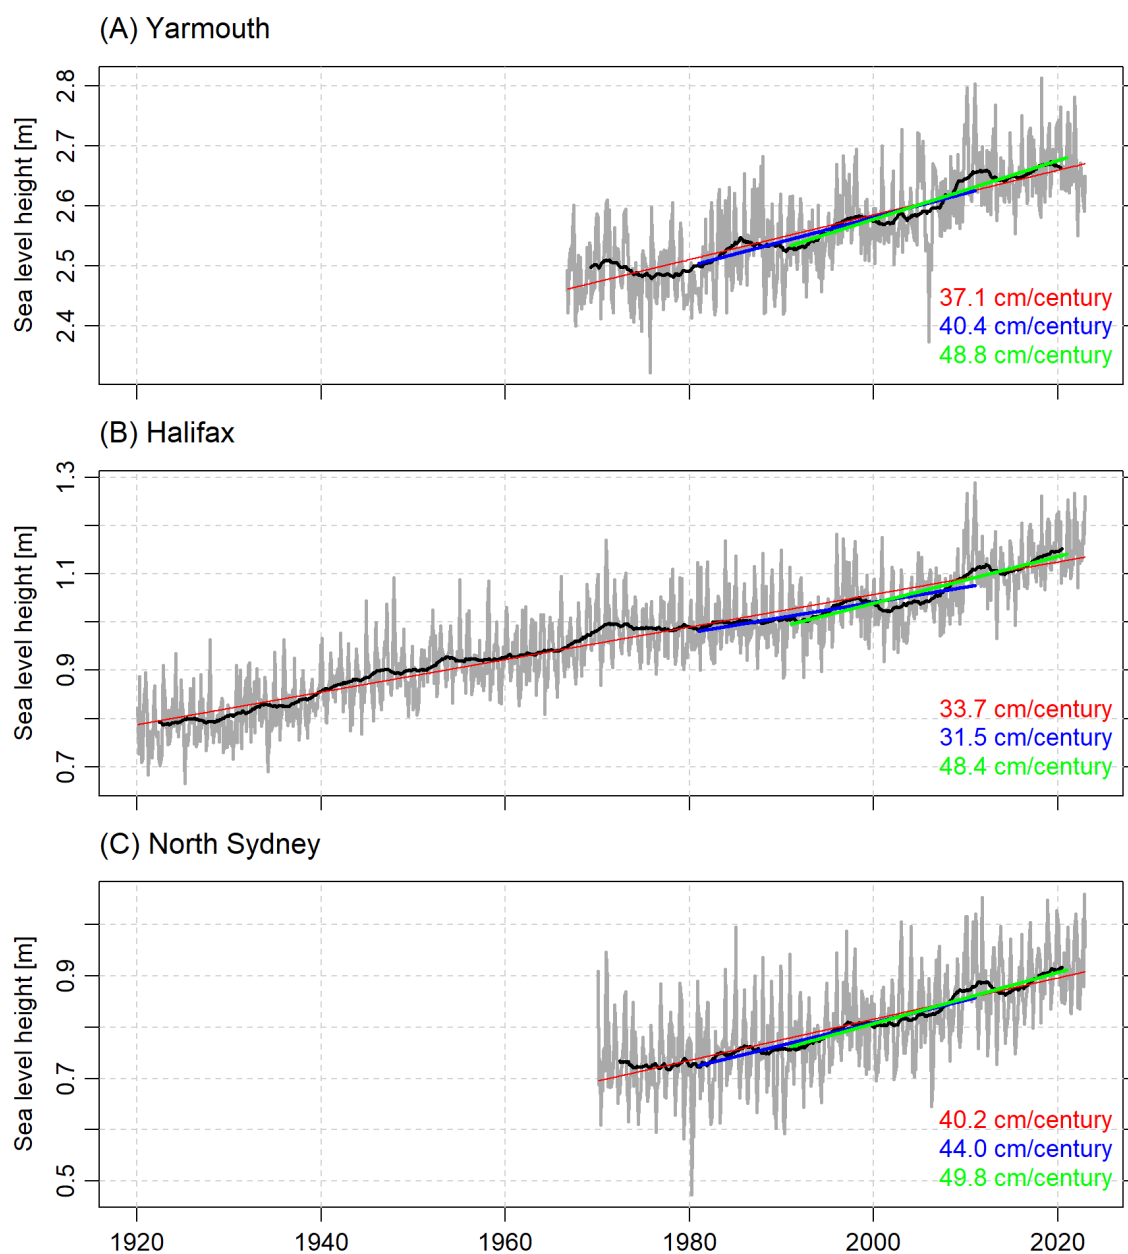 (A) Yarmouth
Sea level height [m]
2.8
2.7
2.6
2.5
2.4
37.1 cm/century
40.4 cm/century
48.8 cm/century
(B) Halifax
Sea level height [m]
1.3
1.1
0.9
0.7
33.7 cm/century
31.5 cm/century
48.4 cm/century
(C) North Sydney
Sea level height [m]
0.9
0.7
0.5
40.2 cm/century
44.0 cm/century
49.8 cm/century
1920 1940 1960 1980 2000 2020